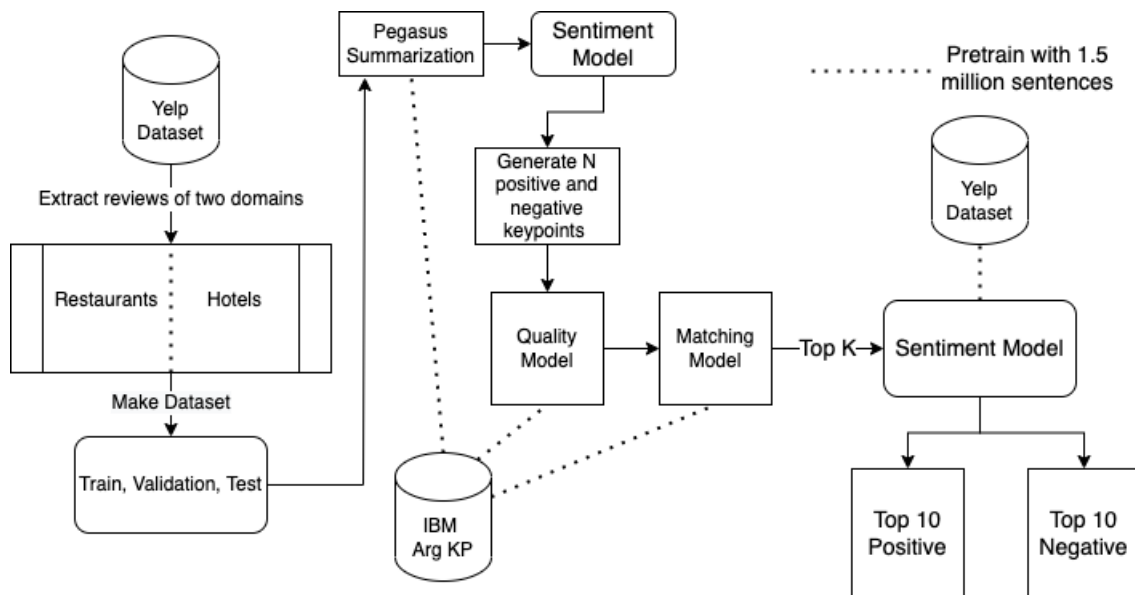 Yelp
Dataset
Extract reviews of two domains
Restaurants
Hotels
Make Dataset
Train, Validation, Test
Pegasus
Summarization
Sentiment
Model
Generate N
positive and
negative
keypoints
Quality
Model
Matching
Model
IBM
Arg KP
Top K
Pretrain with 1.5
million sentences
Yelp
Dataset
Sentiment Model
Top 10
Positive
Top 10
Negative